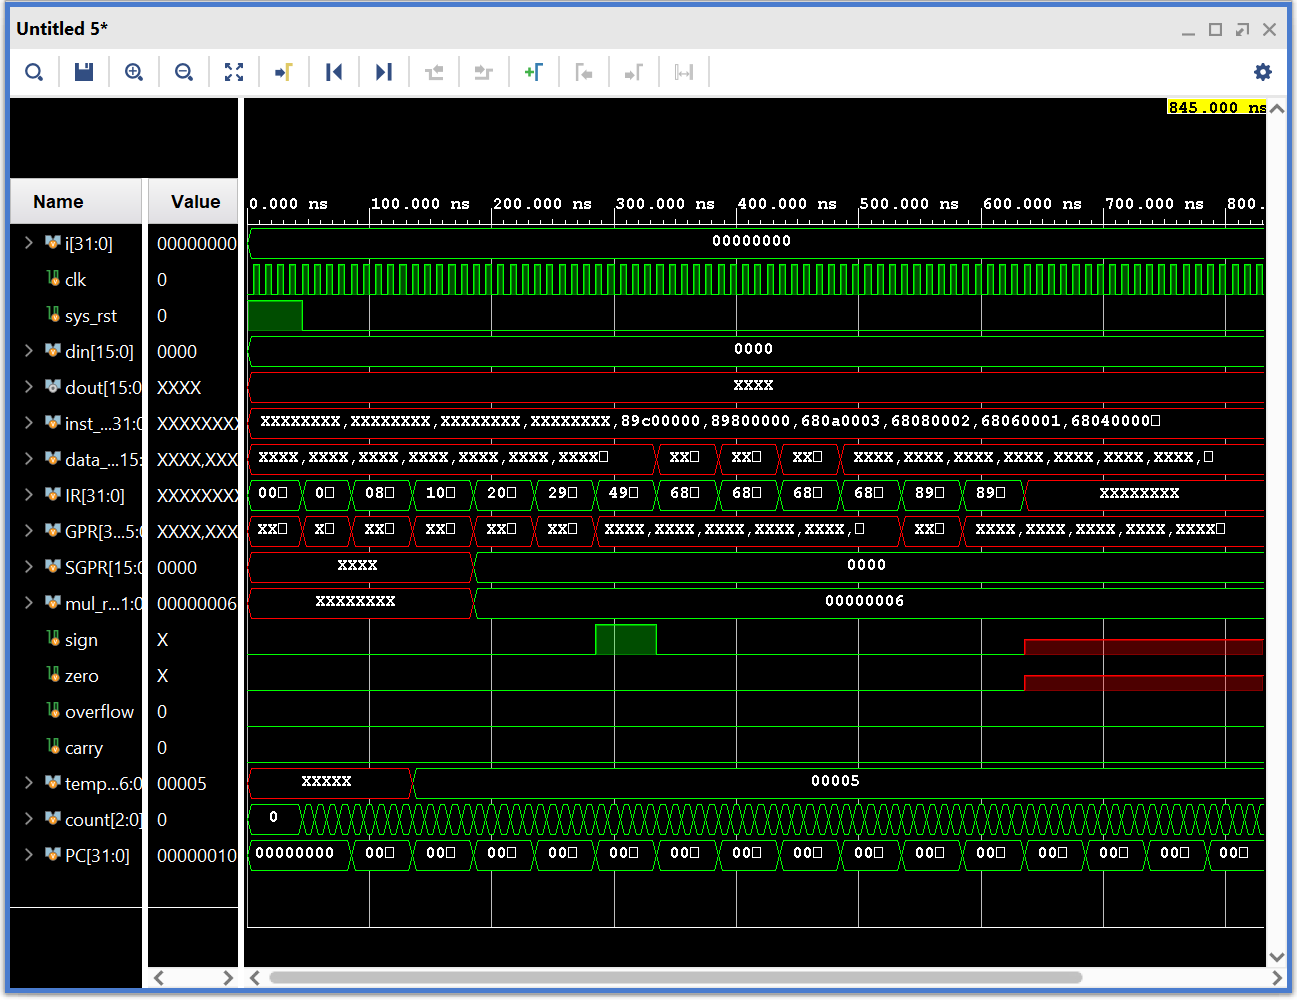 Untitled 5*
845.000 ns
Name Value
0.000 ns 100.000 ns 200.000 ns 300.000 ns 400.000 ns 500.000 ns 600.000 ns 700.000 ns 800.
i[31:0] 00000000 00000000
clk 0
sys_rst 0
din[15:0] 0000 0000
dout[15:0 XXXX XXXX
inst_...31:0 XXXXXXXX XXXXXXXX,XXXXXXXX,XXXXXXXX,XXXXXXXX,89c00000,89800000,680a0003,68080002,68060001,68040000□
data_...15: XXXX,XXX XXXX,XXXX,XXXX,XXXX,XXXX,XXXX,XXXX□ XX□ XX□ XX□ XXXX,XXXX,XXXX,XXXX,XXXX,XXXX,XXXX,□
IR[31:0] XXXXXXXX 00□ 0□ 08□ 10□ 20□ 29□ 49□ 68□ 68□ 68□ 68□ 89□ 89□ XXXXXXXX
GPR[3...5:0 XXXX,XXX XX□ X□ XX□ XX□ XX□ XX□ XXXX,XXXX,XXXX,XXXX,XXXX,□ XX□ XXXX,XXXX,XXXX,XXXX,XXXX□
SGPR[15:0 0000 XXXX 0000
mul_r...1:0 00000006 XXXXXXXX 00000006
sign X
zero X
overflow 0
carry 0
temp...6:0 00005 XXXXX 00005
count[2:0] 0 0
PC[31:0] 00000010 00000000 00□ 00□ 00□ 00□ 00□ 00□ 00□ 00□ 00□ 00□ 00□ 00□ 00□ 00□ 00□